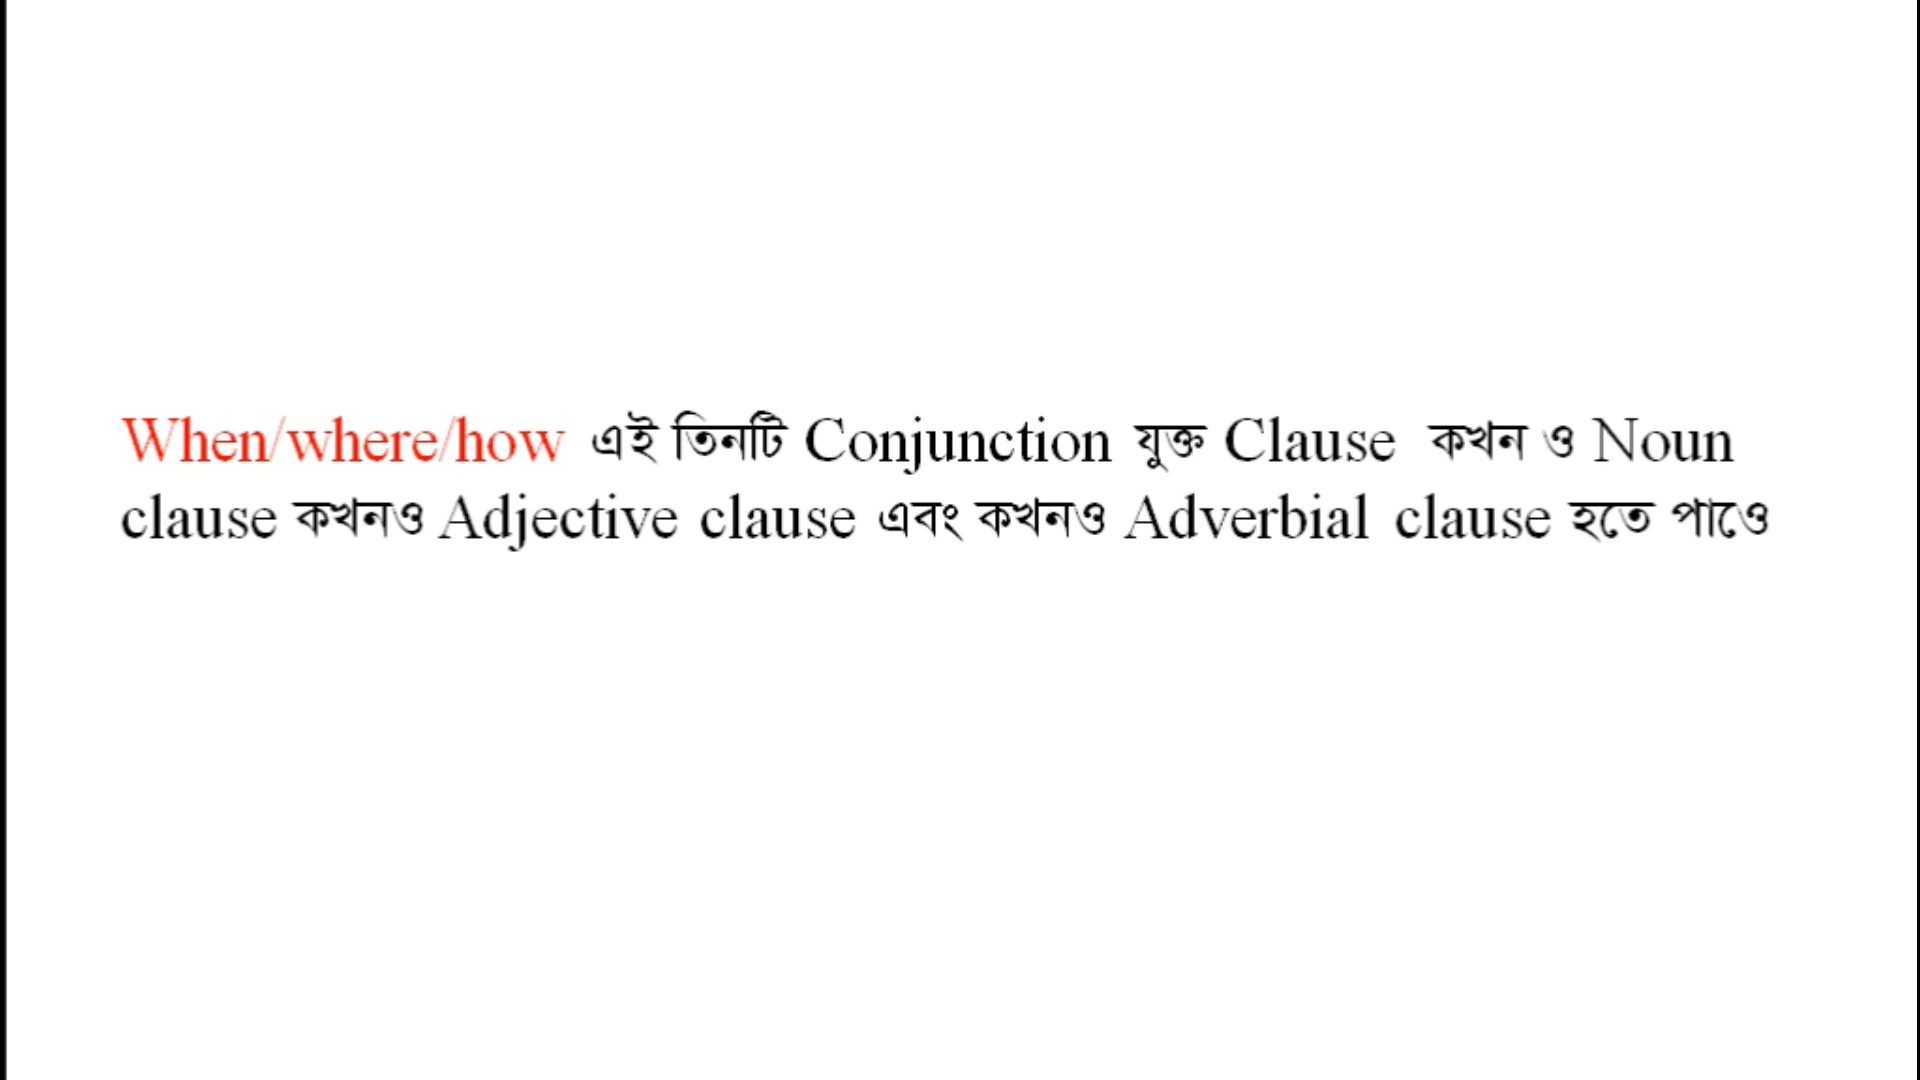 When/where/how এই তিনটি Conjunction যুক্ত Clause কখন ও Noun
clause কখনও Adjective clause এবং কখনও Adverbial clause হতে পাওে